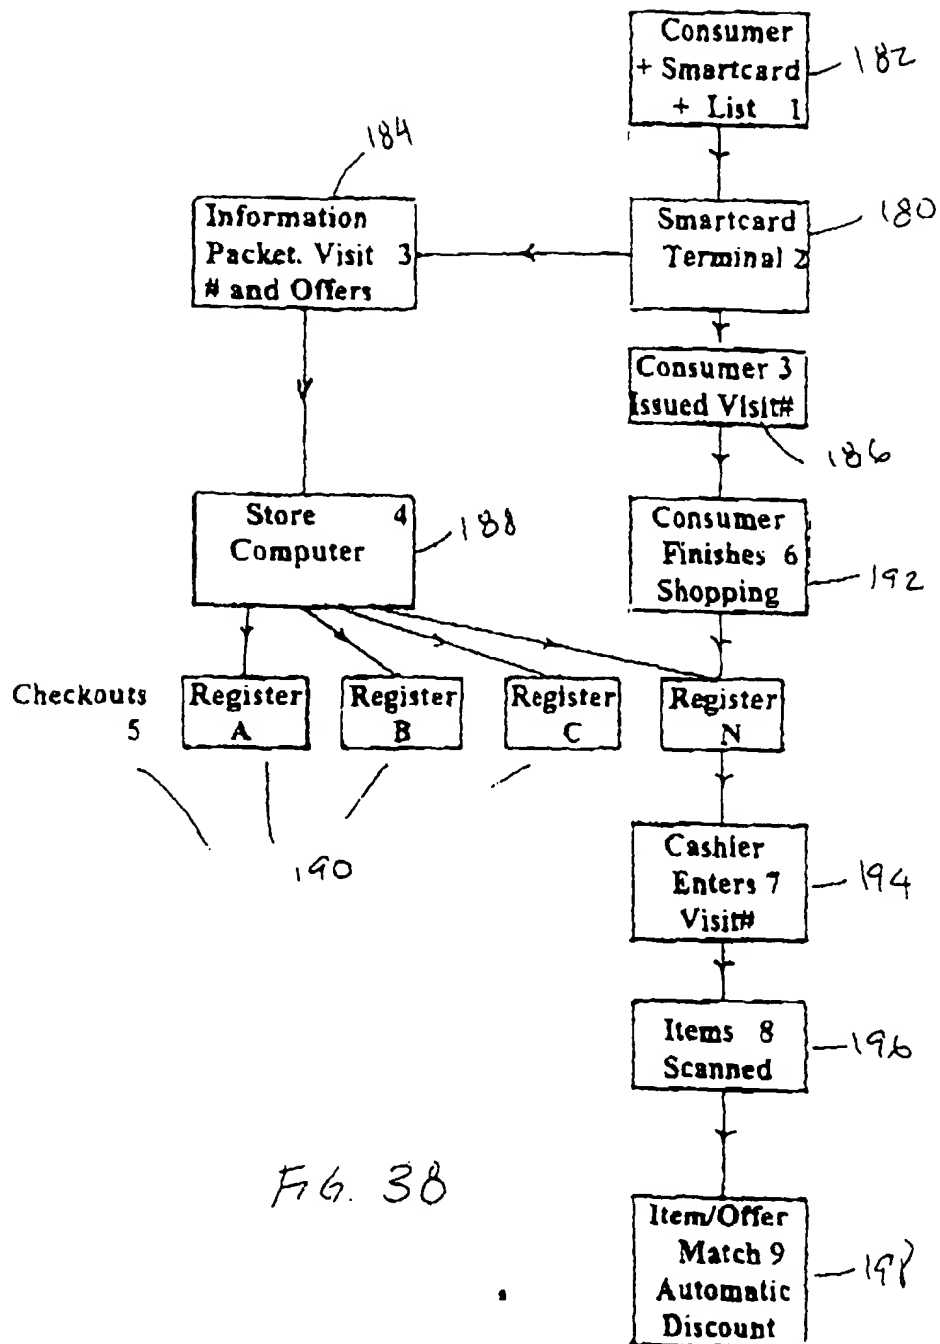 Consumer
+ Smartcard
+ List 1
182
184
Information
Packet. Visit 3
# and Offers
Smartcard
Terminal 2
180
Consumer 3
Issued Visit#
186
Store 4
Computer
188
Consumer
Finishes 6
Shopping
192
Checkouts
5
Register
A
Register
B
Register
C
Register
N
190
Cashier
Enters 7
Visit#
194
Items 8
Scanned
196
FIG. 38
Item/Offer
Match 9
Automatic
Discount
198